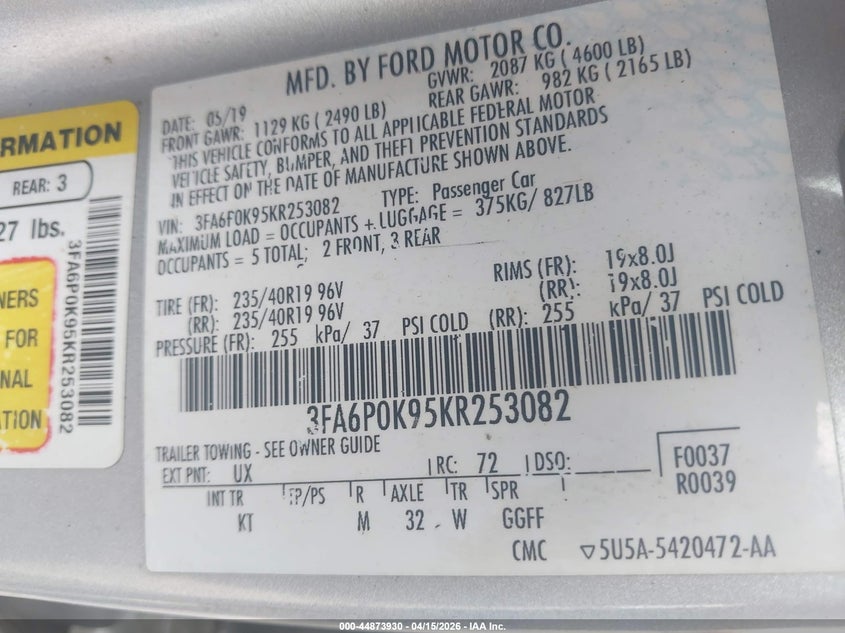 RMATION
REAR: 3
27 lbs.
3FA6P0K95KR253082
NERS
FOR
NAL
TION
MFD. BY FORD MOTOR CO.
DATE: 05/19 GVWR: 2087 KG ( 4600 LB)
FRONT GAWR: 1129 KG ( 2490 LB) REAR GAWR: 982 KG ( 2165 LB)
THIS VEHICLE CONFORMS TO ALL APPLICABLE FEDERAL MOTOR
VEHICLE SAFETY, BUMPER, AND THEFT PREVENTION STANDARDS
IN EFFECT ON THE DATE OF MANUFACTURE SHOWN ABOVE.
VIN: 3FA6P0K95KR253082 TYPE: Passenger Car
MAXIMUM LOAD = OCCUPANTS + LUGGAGE = 375KG/ 827LB
OCCUPANTS = 5 TOTAL; 2 FRONT, 3 REAR
TIRE (FR): 235/40R19 96V RIMS (FR): 19x8.0J
(RR): 235/40R19 96V (RR): 19x8.0J
PRESSURE (FR): 255 kPa/ 37 PSI COLD (RR): 255 kPa/ 37 PSI COLD
3FA6P0K95KR253082
TRAILER TOWING - SEE OWNER GUIDE
EXT PNT: UX RC: 72 DSO: F0037
R0039
INT TR TP/PS R AXLE TR SPR
KT M 32 W GGFF
CMC ▽5U5A-5420472-AA
000-44873930 - 04/15/2026 - IAA Inc.